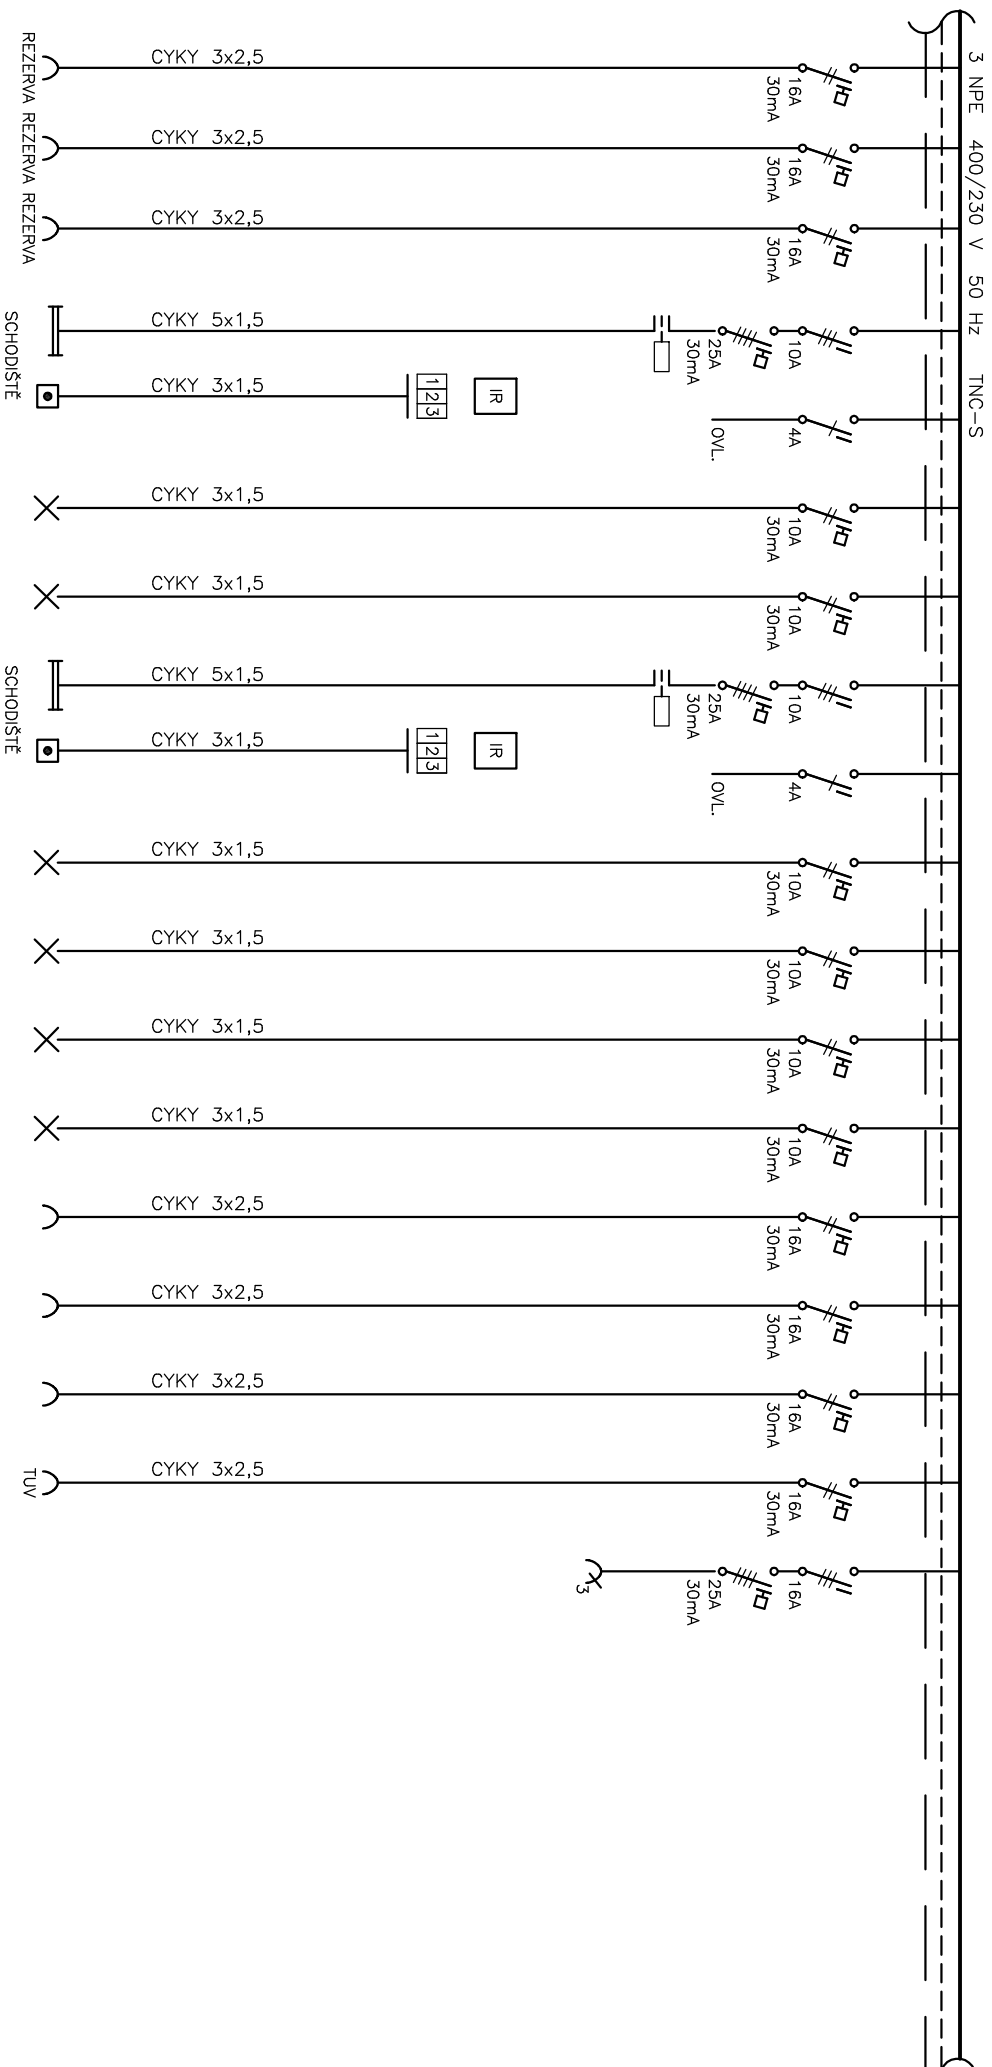 3 NPE 400/230 V 50 Hz TNC-S
CYKY 3x2,5
16A
30mA
REZERVA
CYKY 3x2,5
16A
30mA
REZERVA
CYKY 3x2,5
16A
30mA
REZERVA
CYKY 5x1,5
10A
25A
30mA
SCHODIŠTĚ
CYKY 3x1,5
1 2 3
IR
4A
OVL.
CYKY 3x1,5
10A
30mA
CYKY 3x1,5
10A
30mA
CYKY 5x1,5
10A
25A
30mA
SCHODIŠTĚ
CYKY 3x1,5
1 2 3
IR
4A
OVL.
CYKY 3x1,5
10A
30mA
CYKY 3x1,5
10A
30mA
CYKY 3x1,5
10A
30mA
CYKY 3x1,5
10A
30mA
CYKY 3x2,5
16A
30mA
CYKY 3x2,5
16A
30mA
CYKY 3x2,5
16A
30mA
CYKY 3x2,5
16A
30mA
TUV
16A
25A
30mA
3